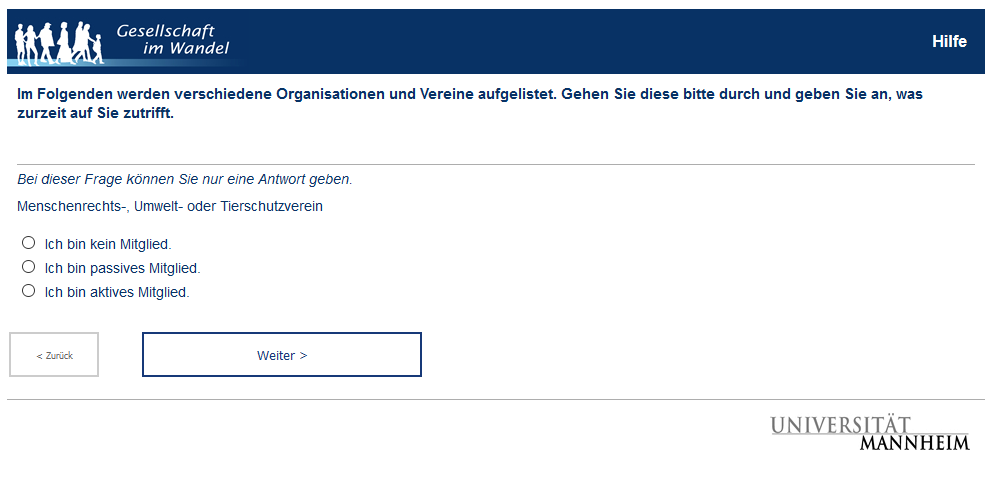 Gesellschaft
im Wandel
Hilfe
Im Folgenden werden verschiedene Organisationen und Vereine aufgelistet. Gehen Sie diese bitte durch und geben Sie an, was
zurzeit auf Sie zutrifft.
Bei dieser Frage können Sie nur eine Antwort geben.
Menschenrechts-, Umwelt- oder Tierschutzverein
Ich bin kein Mitglied.
Ich bin passives Mitglied.
Ich bin aktives Mitglied.
< Zurück
Weiter >
UNIVERSITÄT
MANNHEIM